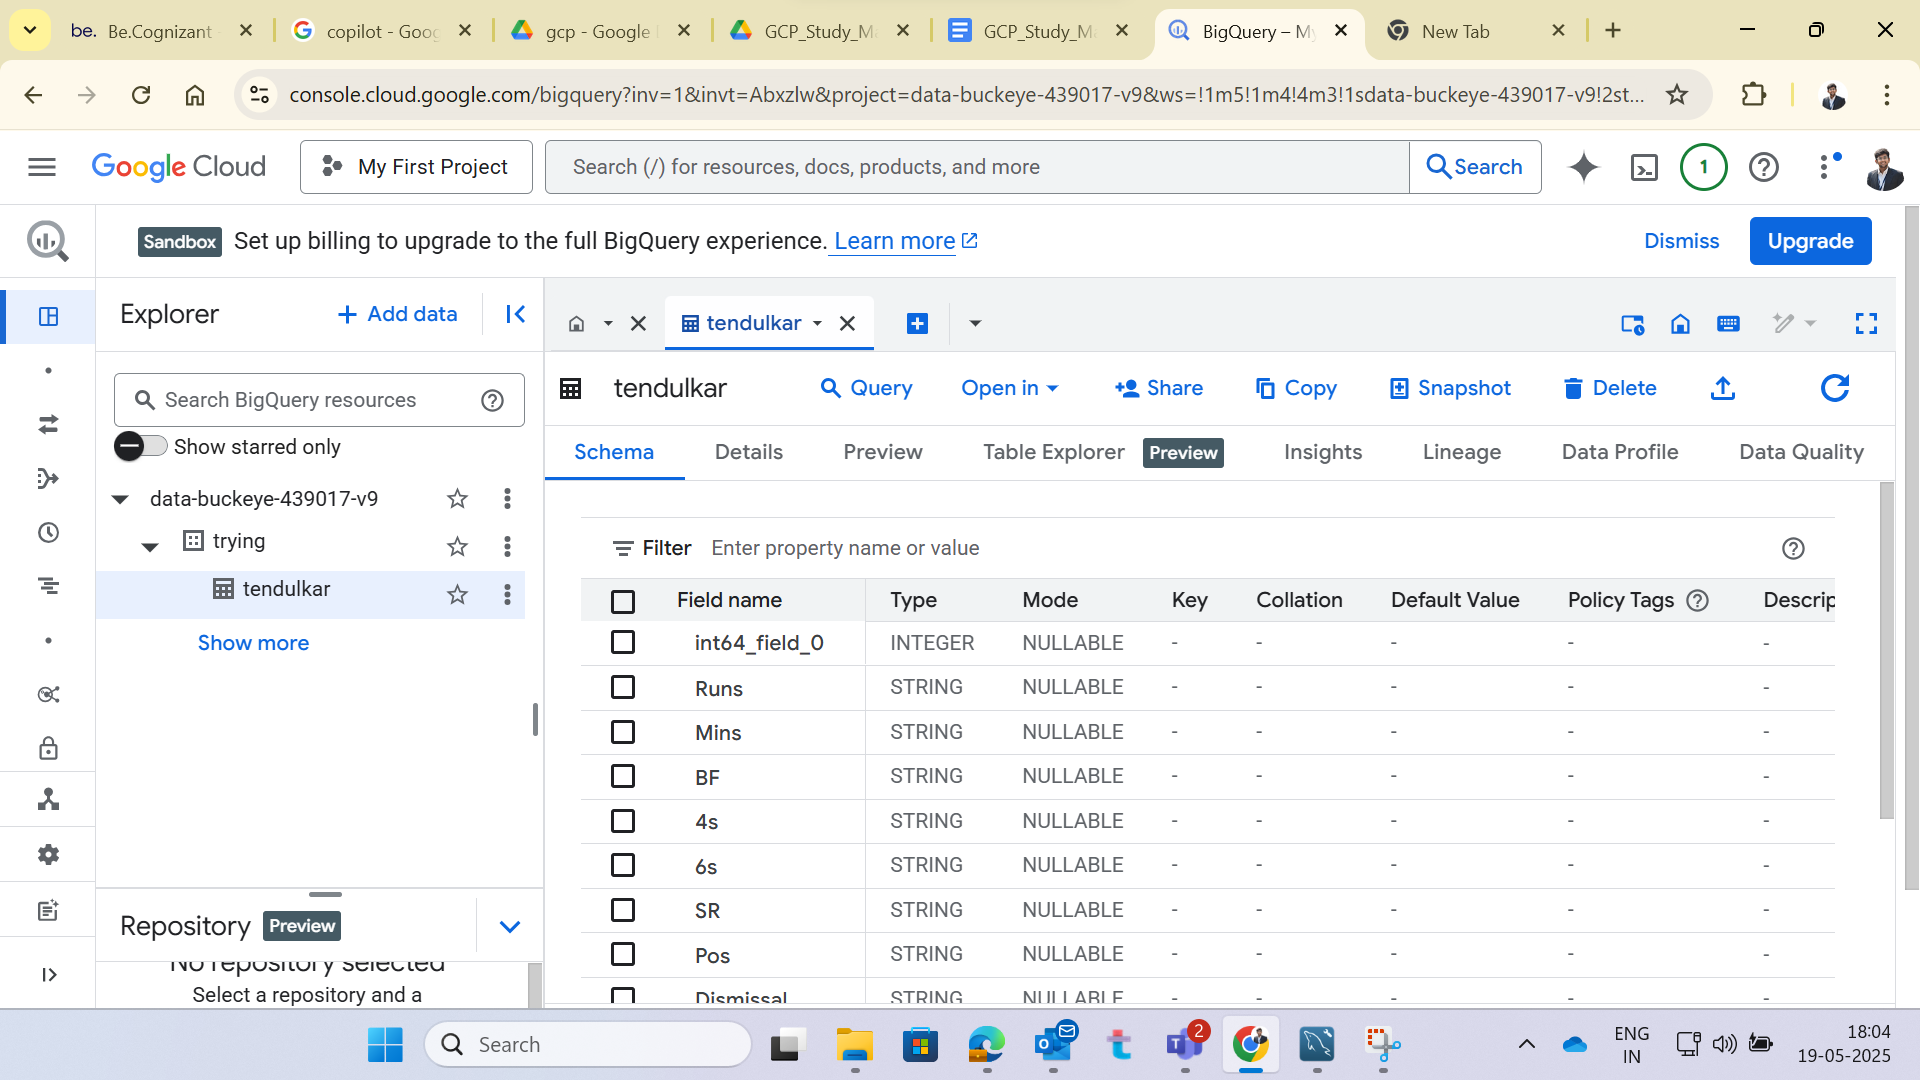 be. Be.Cognizant
copilot - Goog
gcp - Google
GCP_Study_Ma
GCP_Study_Ma
BigQuery – My
New Tab
console.cloud.google.com/bigquery?inv=1&invt=Abxzlw&project=data-buckeye-439017-v9&ws=!1m5!1m4!4m3!1sdata-buckeye-439017-v9!2st...
Google Cloud
My First Project
Search (/) for resources, docs, products, and more
Search
1
Sandbox Set up billing to upgrade to the full BigQuery experience. Learn more
Dismiss
Upgrade
Explorer
+ Add data
tendulkar
Search BigQuery resources
Show starred only
data-buckeye-439017-v9
trying
tendulkar
Show more
tendulkar
Query
Open in
Share
Copy
Snapshot
Delete
Schema Details Preview Table Explorer Preview Insights Lineage Data Profile Data Quality
Filter Enter property name or value
Field name Type Mode Key Collation Default Value Policy Tags Descrip
int64_field_0 INTEGER NULLABLE - - - - -
Runs STRING NULLABLE - - - - -
Mins STRING NULLABLE - - - - -
BF STRING NULLABLE - - - - -
4s STRING NULLABLE - - - - -
6s STRING NULLABLE - - - - -
SR STRING NULLABLE - - - - -
Pos STRING NULLABLE - - - - -
Dismissal STRING NULLABLE - - - - -
Repository Preview
No repository selected
Select a repository and a
Search
2
ENG
IN
18:04
19-05-2025